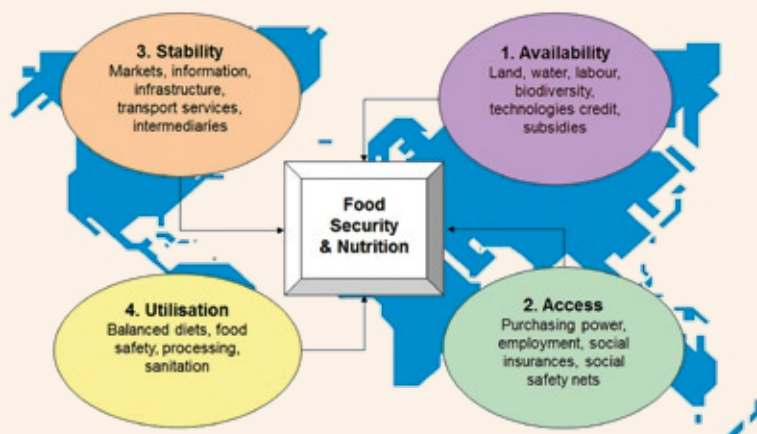 3. Stability
Markets, information,
infrastructure,
transport services,
intermediaries
1. Availability
Land, water, labour,
biodiversity,
technologies credit,
subsidies
Food
Security
& Nutrition
4. Utilisation
Balanced diets, food
safety, processing,
sanitation
2. Access
Purchasing power,
employment, social
insurances, social
safety nets